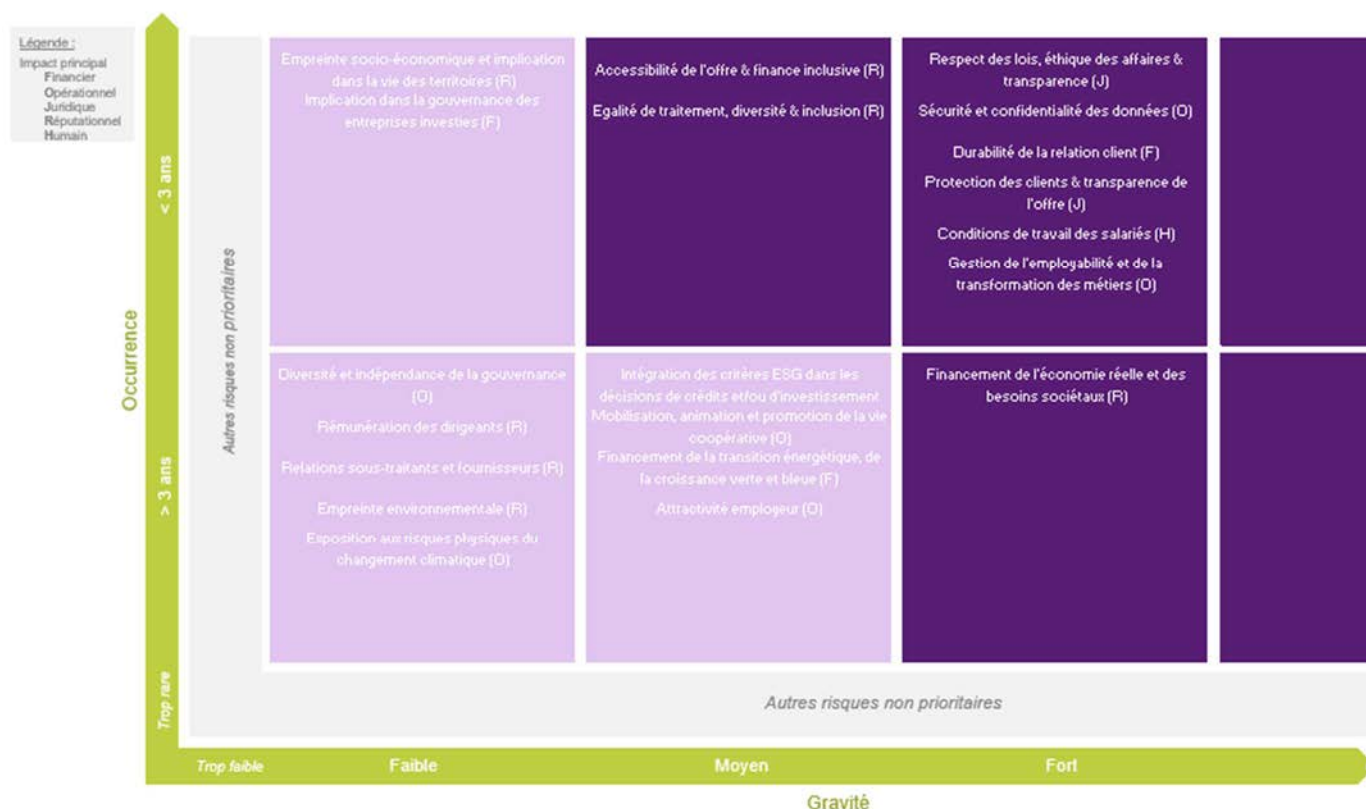 Légende :
Impact principal
Financier
Opérationnel
Juridique
Réputationnel
Humain
Occurrence
< 3 ans
> 3 ans
Trop rare
Autres risques non prioritaires
Empreinte socio-économique et implication
dans la vie des territoires (R)
Implication dans la gouvernance des
entreprises investies (F)
Accessibilité de l'offre & finance inclusive (R)
Egalité de traitement, diversité & inclusion (R)
Respect des lois, éthique des affaires &
transparence (J)
Sécurité et confidentialité des données (O)
Durabilité de la relation client (F)
Protection des clients & transparence de
l'offre (J)
Conditions de travail des salariés (H)
Gestion de l'employabilité et de la
transformation des métiers (O)
Diversité et indépendance de la gouvernance
(O)
Rémunération des dirigeants (R)
Relations sous-traitants et fournisseurs (R)
Empreinte environnementale (R)
Exposition aux risques physiques du
changement climatique (O)
Intégration des critères ESG dans les
décisions de crédits et/ou d'investissement
Mobilisation, animation et promotion de la vie
coopérative (O)
Financement de la transition énergétique, de
la croissance verte et bleue (F)
Attractivité employeur (O)
Financement de l'économie réelle et des
besoins sociétaux (R)
Autres risques non prioritaires
Trop faible
Faible
Moyen
Fort
Gravité